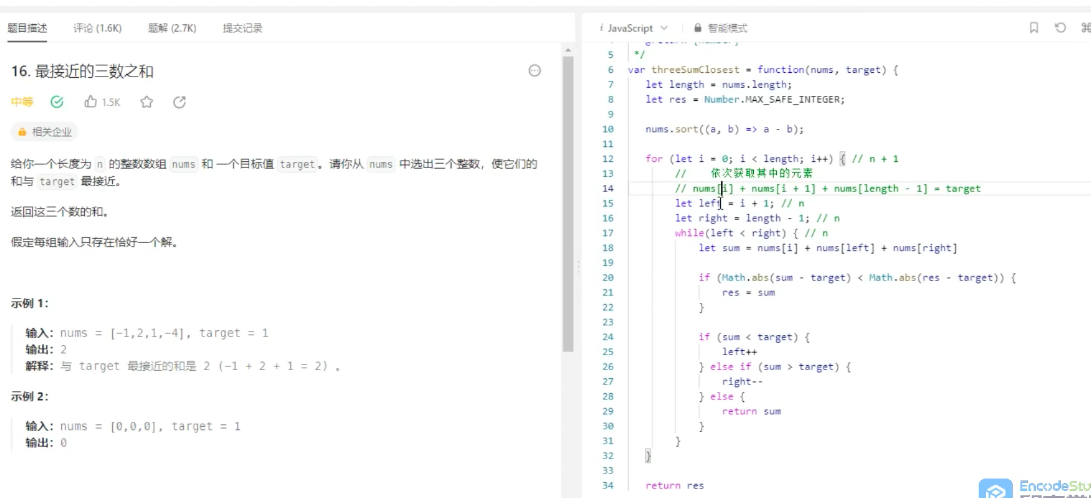 题目描述 评论 (1.6K) 题解 (2.7K) 提交记录
16. 最接近的三数之和
中等 1.5K
相关企业
给你一个长度为 n 的整数数组 nums 和 一个目标值 target。请你从 nums 中选出三个整数，使它们的
和与 target 最接近。
返回这三个数的和。
假定每组输入只存在恰好一个解。
示例 1：
输入：nums = [-1,2,1,-4], target = 1
输出：2
解释：与 target 最接近的和是 2 (-1 + 2 + 1 = 2) 。
示例 2：
输入：nums = [0,0,0], target = 1
输出：0
i JavaScript 智能模式
5 */
6 var threeSumClosest = function(nums, target) {
7 let length = nums.length;
8 let res = Number.MAX_SAFE_INTEGER;
9
10 nums.sort((a, b) => a - b);
11
12 for (let i = 0; i < length; i++) { // n + 1
13 // 依次获取其中的元素
14 // nums[i] + nums[i + 1] + nums[length - 1] = target
15 let left = i + 1; // n
16 let right = length - 1; // n
17 while(left < right) { // n
18 let sum = nums[i] + nums[left] + nums[right]
19
20 if (Math.abs(sum - target) < Math.abs(res - target)) {
21 res = sum
22 }
23
24 if (sum < target) {
25 left++
26 } else if (sum > target) {
27 right--
28 } else {
29 return sum
30 }
31 }
32 }
33
34 return res
EncodeStu